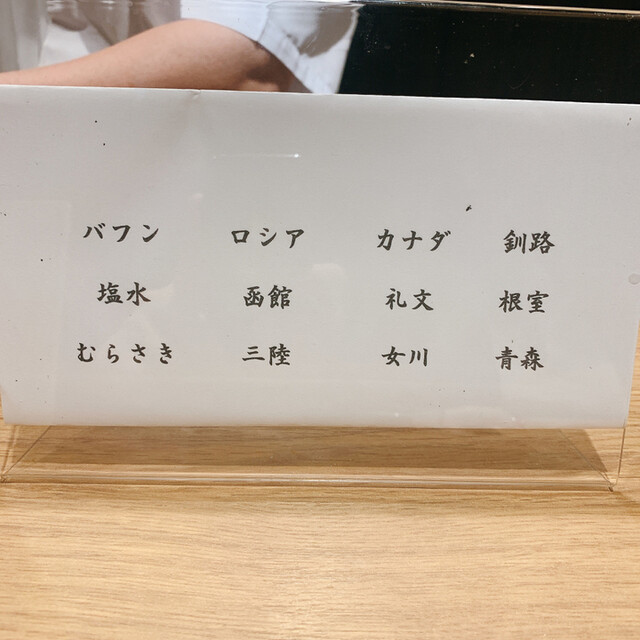 バフン ロシア カナダ 釧路
塩水 函館 礼文 根室
むらさき 三陸 女川 青森